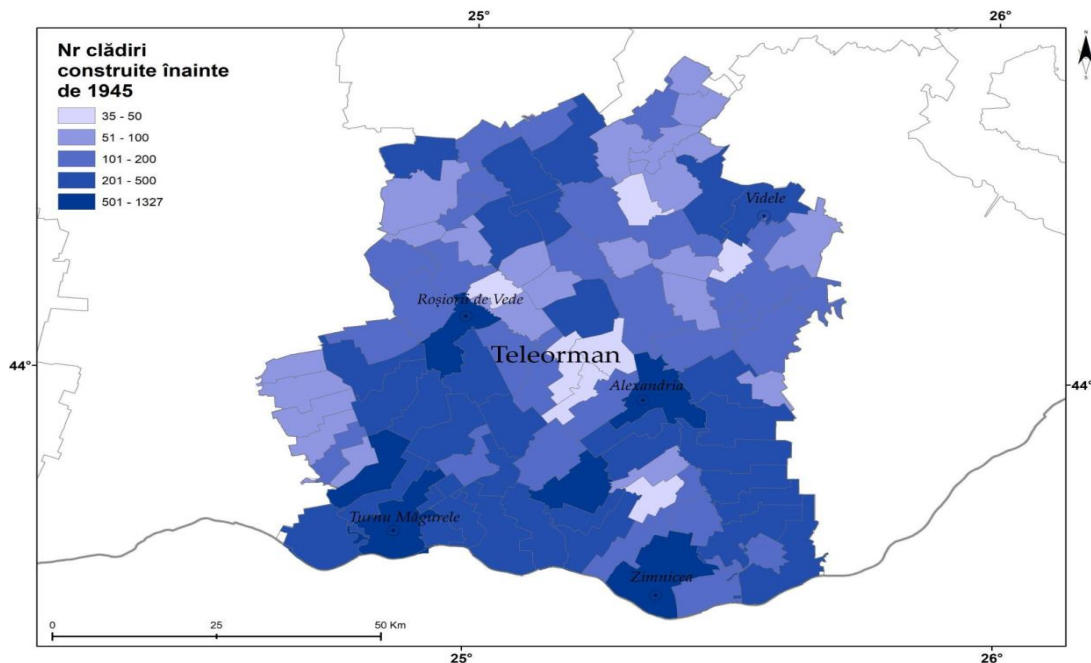 25°
26°
N
S
Nr clădiri
construite înainte
de 1945
35 - 50
51 - 100
101 - 200
201 - 500
501 - 1327
Videle
Roșiorii de Vede
Teleorman
44°
Alexandria
44°
Turnu Măgurele
Zimnicea
0
25
50 Km
25°
26°